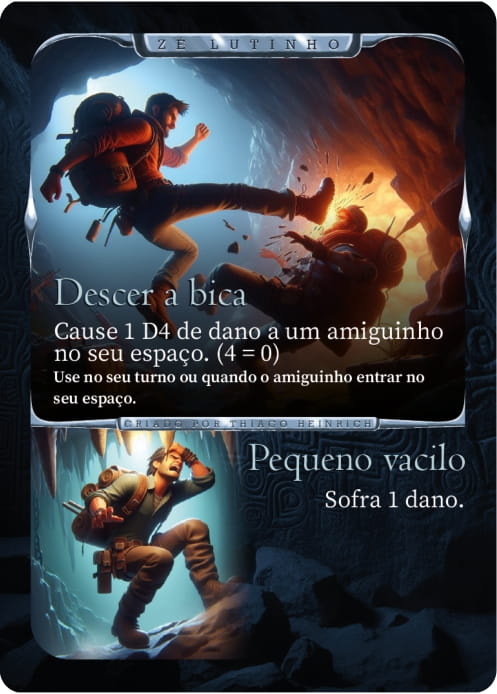 ZÉ LUTINHO
Descer a bica
Cause 1 D4 de dano a um amiguinho
no seu espaço. (4 = 0)
Use no seu turno ou quando o amiguinho entrar no
seu espaço.
CRIADO POR THIAGO HEINRICH
Pequeno vacilo
Sofra 1 dano.